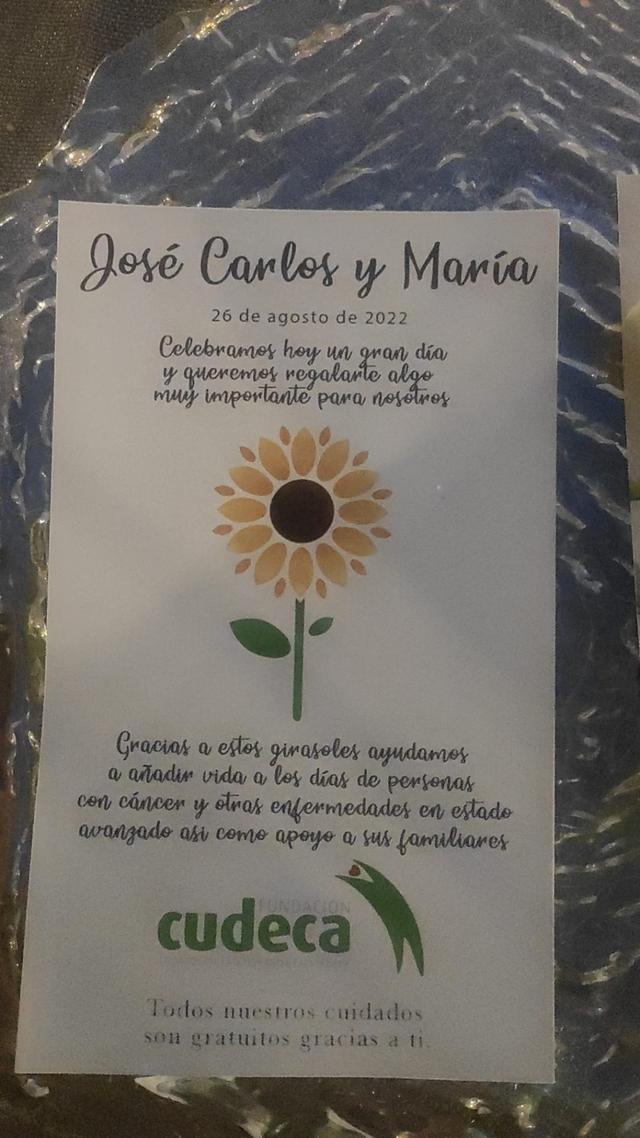 José Carlos y María
26 de agosto de 2022
Celebramos hoy un gran día
y queremos regalarte algo
muy importante para nosotros
Gracias a estos girasoles ayudamos
a añadir vida a los días de personas
con cáncer y otras enfermedades en estado
avanzado asi como apoyo a sus familiares
FUNDACIÓN
cudeca
Todos nuestros cuidados
son gratuitos gracias a ti.